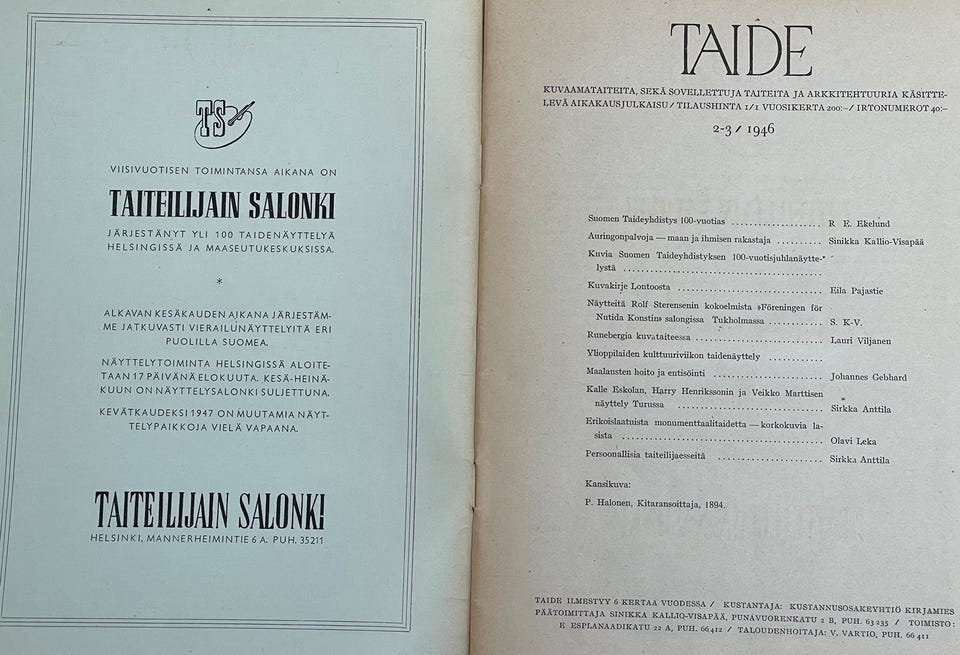 TS
VIISIVUOTISEN TOIMINTANSA AIKANA ON
TAITEILIJAIN SALONKI
JÄRJESTÄNYT YLI 100 TAIDENÄYTTELYÄ
HELSINGISSÄ JA MAASEUTUKESKUKSISSA.
*
ALKAVAN KESÄKAUDEN AIKANA JÄRJESTÄM-
ME JATKUVASTI VIERAILUNÄYTTELYITÄ ERI
PUOLILLA SUOMEA.
NÄYTTELYTOIMINTA HELSINGISSÄ ALOITE-
TAAN 17 PÄIVÄNÄ ELOKUUTA. KESÄ-HEINÄ-
KUUN ON NÄYTTELYSALONKI SULJETTUNA.
KEVÄTKAUDEKSI 1947 ON MUUTAMIA NÄYT-
TELYPAIKKOJA VIELÄ VAPAANA.
TAITEILIJAIN SALONKI
HELSINKI, MANNERHEIMINTIE 6 A. PUH. 35211
TAIDE
KUVAAMATAITEITA, SEKÄ SOVELLETTUJA TAITEITA JA ARKKITEHTUURIA KÄSITTE-
LEVÄ AIKAKAUSJULKAISU / TILAUSHINTA 1/1 VUOSIKERTA 200:– / IRTONUMEROT 40:–
2-3 / 1946
Suomen Taideyhdistys 100-vuotias .................... R. E. Ekelund
Auringonpalvoja — maan ja ihmisen rakastaja ......... Sinikka Kallio-Visapää
Kuvia Suomen Taideyhdistyksen 100-vuotisjuhlanäytte-
lystä ........................................
Kuvakirje Lontoosta ................................. Eila Pajastie
Näytteitä Rolf Sterensenin kokoelmista »Föreningen för
Nutida Konstin» salongissa Tukholmassa ........... S. K-V.
Runebergia kuvataiteessa ............................ Lauri Viljanen
Ylioppilaiden kulttuuriviikon taidenäyttely ...........
Maalausten hoito ja entisöinti ...................... Johannes Gebhard
Kalle Eskolan, Harry Henrikssonin ja Veikko Marttisen
näyttely Turussa ............................. Sirkka Anttila
Erikoislaatuista monumenttaalitaidetta — korkokuvia la-
sista ........................................ Olavi Leka
Persoonallisia taiteilijaesseitä ..................... Sirkka Anttila
Kansikuva:
P. Halonen, Kitaransoittaja, 1894.
TAIDE ILMESTYY 6 KERTAA VUODESSA / KUSTANTAJA: KUSTANNUSOSAKEYHTIÖ KIRJAMIES
PÄÄTOIMITTAJA SINIKKA KALLIO-VISAPÄÄ, PUNAVUORENKATU 2 B, PUH. 63 235 / TOIMISTO:
E ESPLANAADIKATU 22 A, PUH. 66 412 / TALOUDENHOITAJA: V. VARTIO, PUH. 66 411